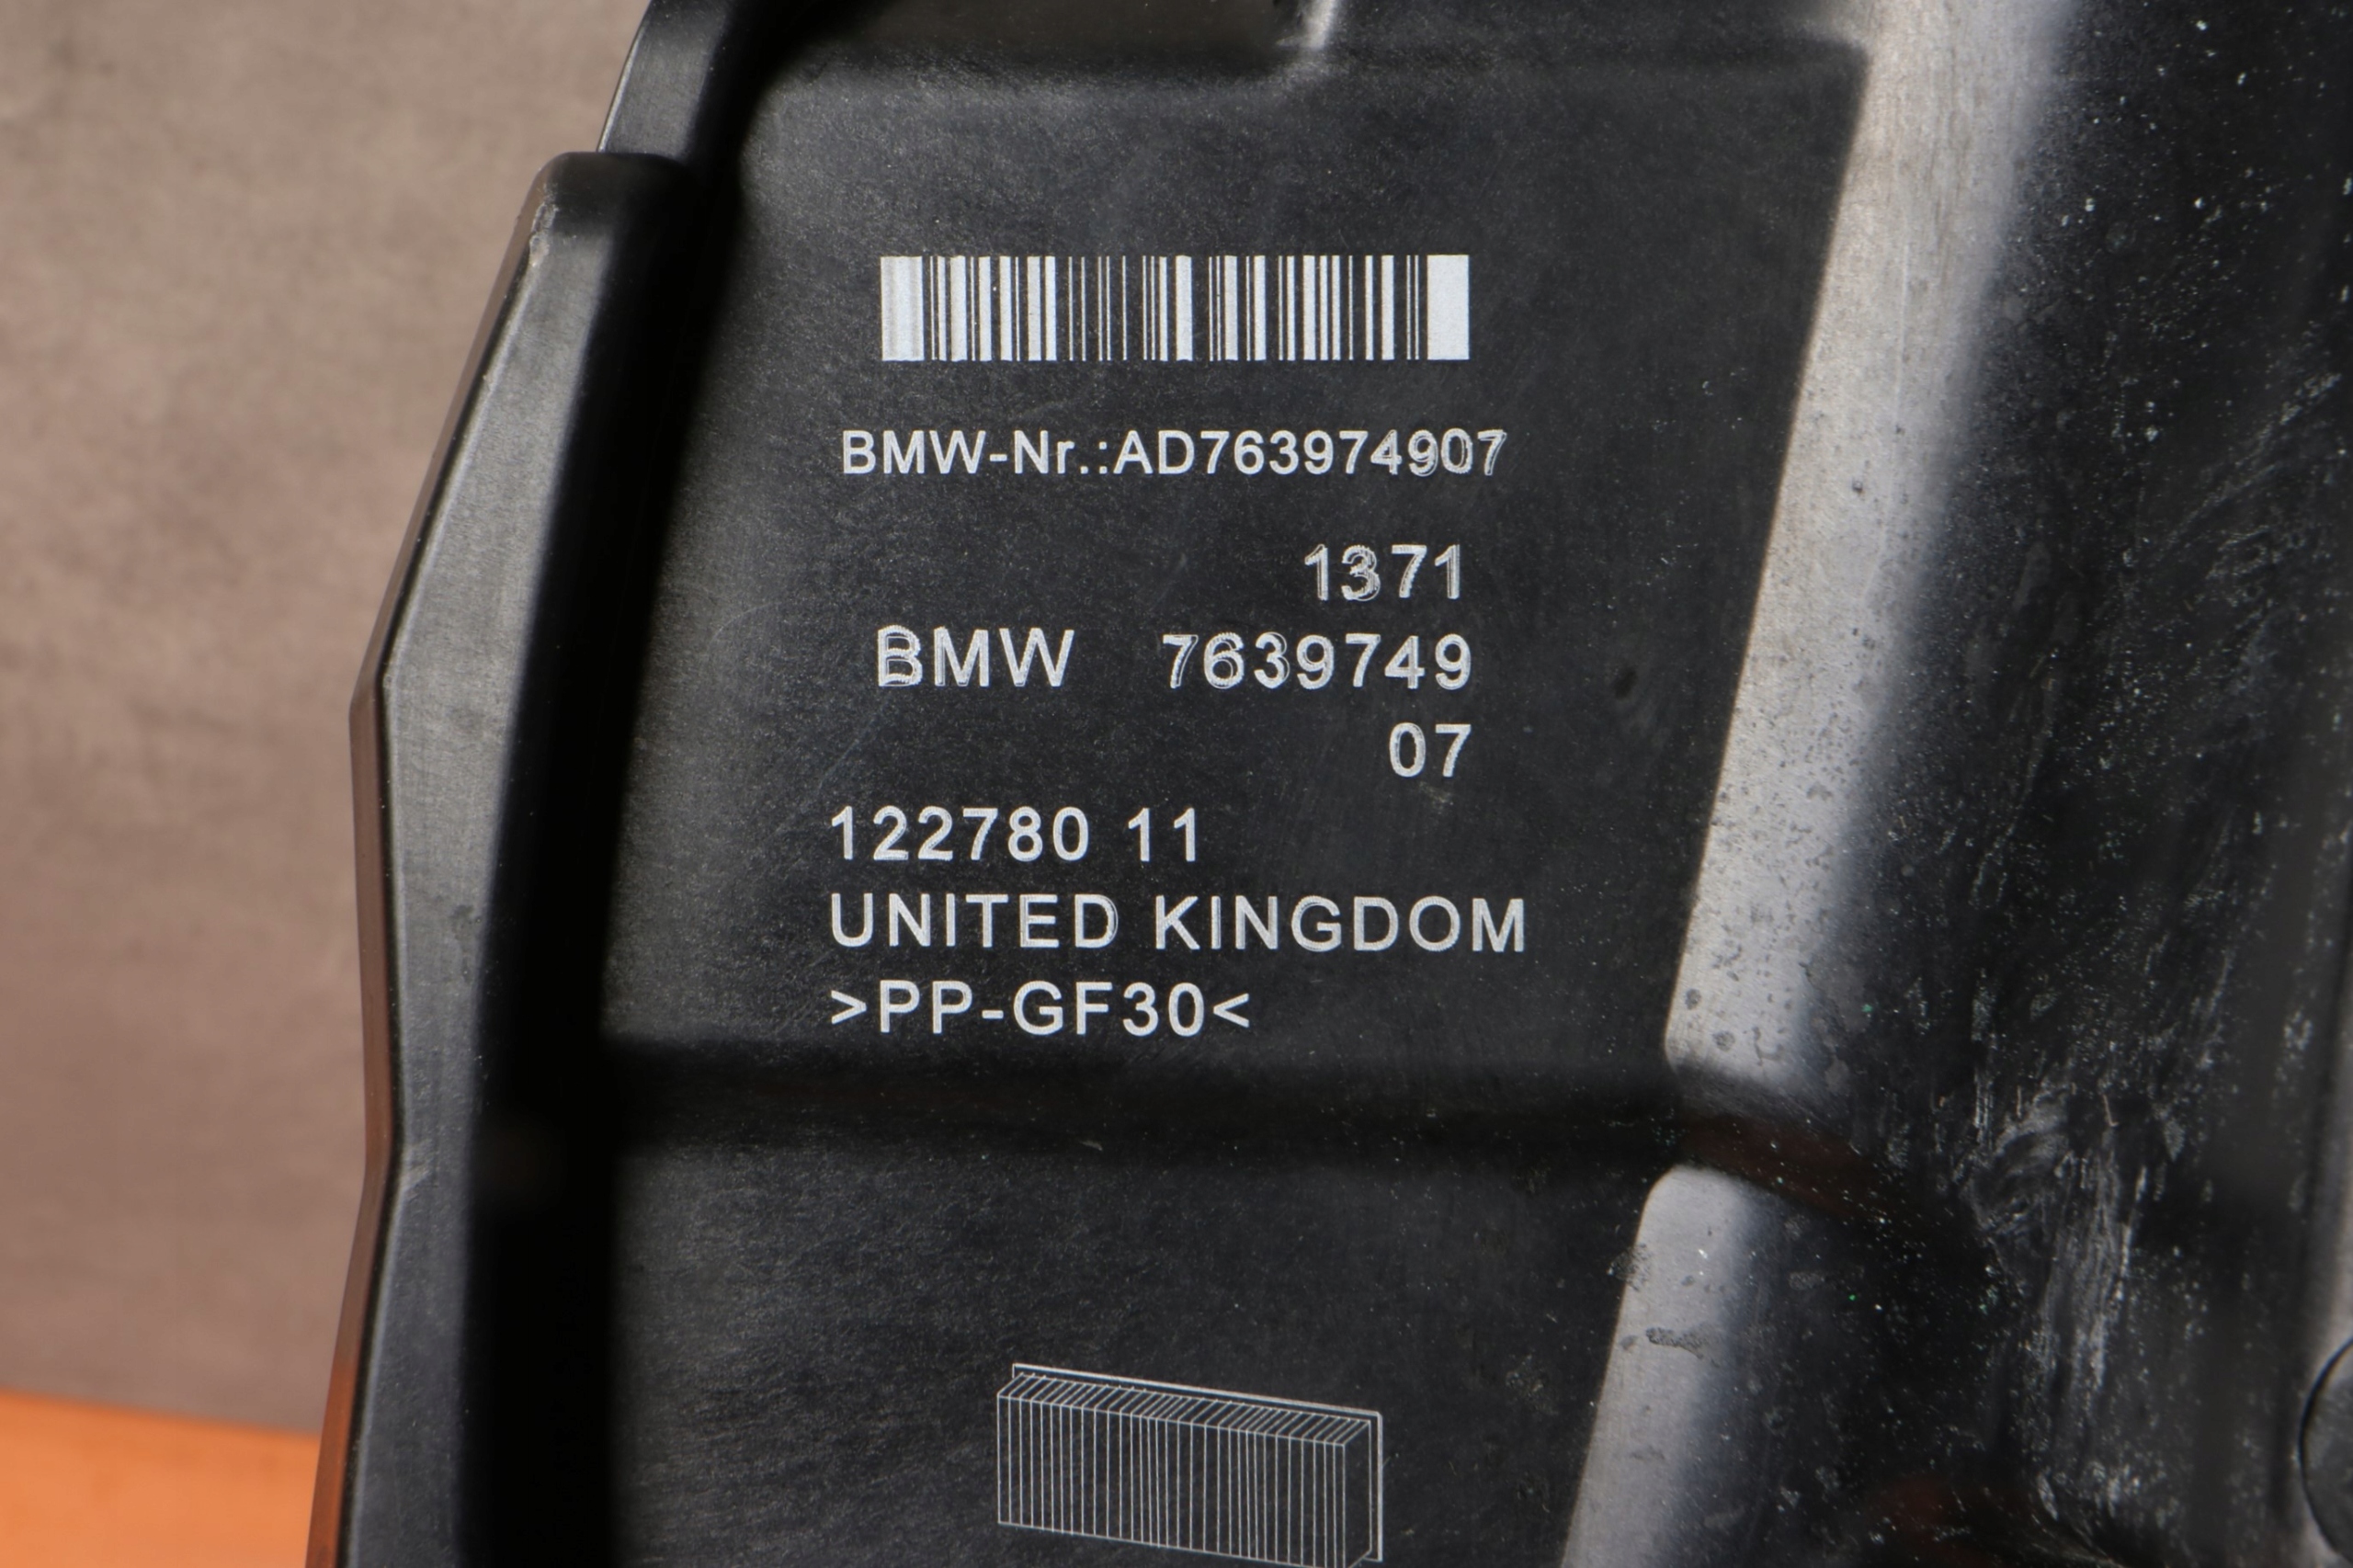 BMW-Nr.:AD763974907
1371
BMW 7639749
07
122780 11
UNITED KINGDOM
>PP-GF30<